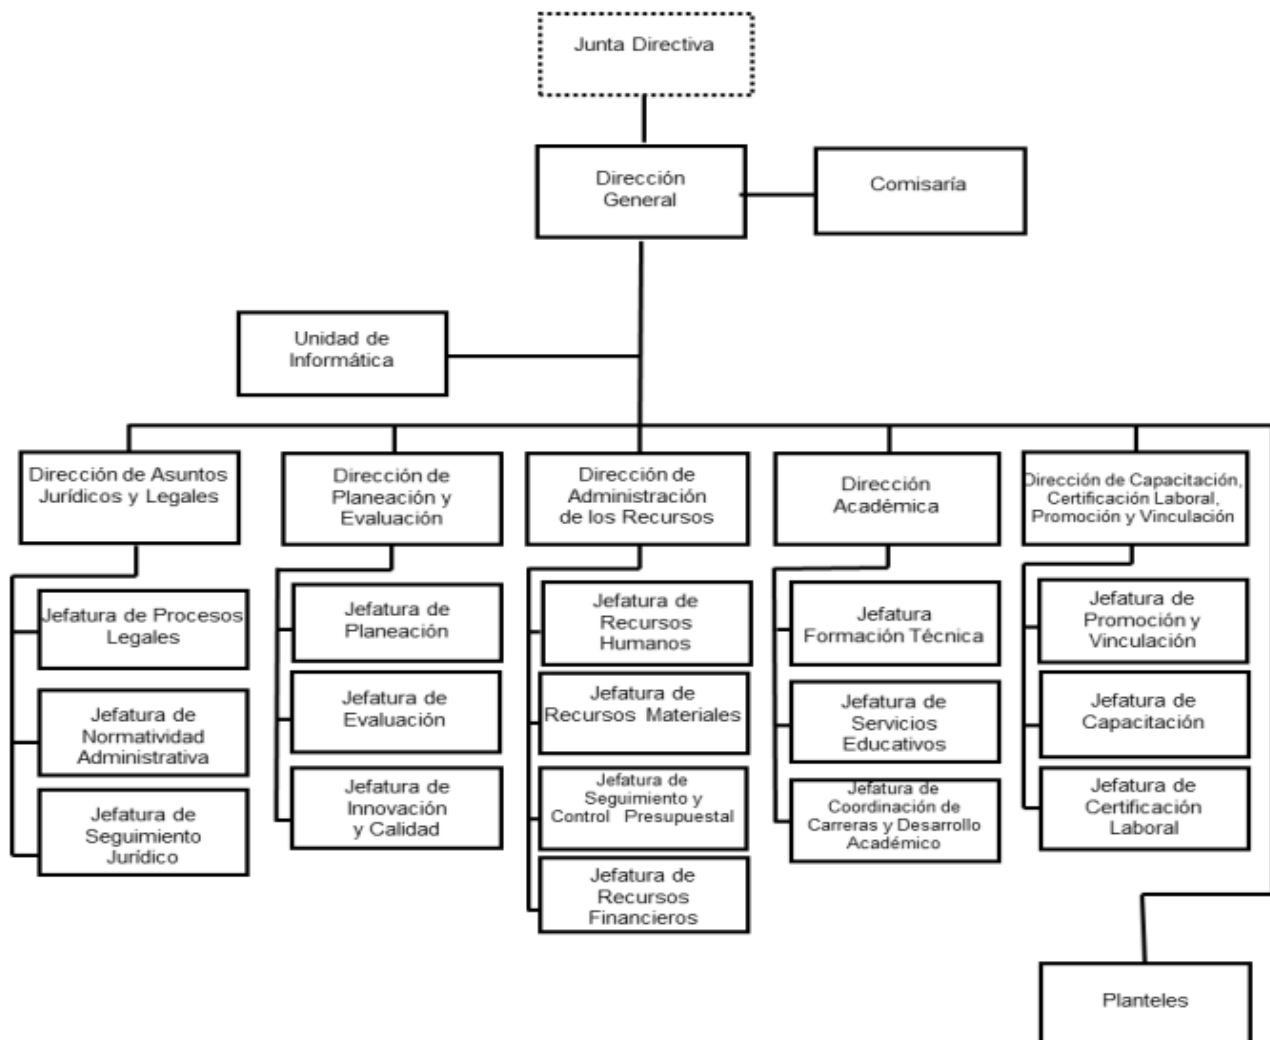 Junta Directiva
Dirección
General
Comisaría
Unidad de
Informática
Dirección de Asuntos
Jurídicos y Legales
Dirección de
Planeación y
Evaluación
Dirección de
Administración
de los Recursos
Dirección
Académica
Dirección de Capacitación,
Certificación Laboral,
Promoción y Vinculación
Jefatura de Procesos
Legales
Jefatura de
Normatividad
Administrativa
Jefatura de
Seguimiento
Jurídico
Jefatura de
Planeación
Jefatura de
Evaluación
Jefatura de
Innovación
y Calidad
Jefatura de
Recursos
Humanos
Jefatura de
Recursos Materiales
Jefatura de
Seguimiento y
Control Presupuestal
Jefatura de
Recursos
Financieros
Jefatura
Formación Técnica
Jefatura de
Servicios
Educativos
Jefatura de
Coordinación de
Carreras y Desarrollo
Académico
Jefatura de
Promoción y
Vinculación
Jefatura de
Capacitación
Jefatura de
Certificación
Laboral
Planteles